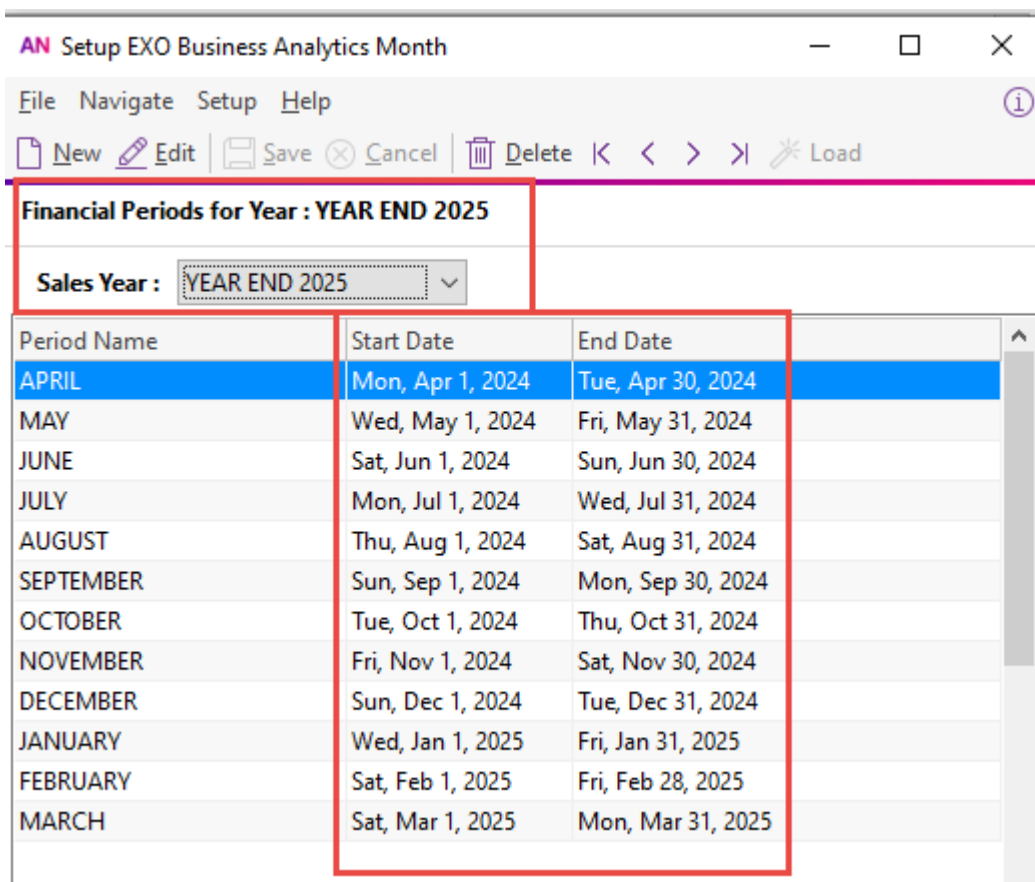 AN Setup EXO Business Analytics Month
File Navigate Setup Help
New Edit Save Cancel Delete Load
Financial Periods for Year : YEAR END 2025
Sales Year : YEAR END 2025
Period Name Start Date End Date
APRIL Mon, Apr 1, 2024 Tue, Apr 30, 2024
MAY Wed, May 1, 2024 Fri, May 31, 2024
JUNE Sat, Jun 1, 2024 Sun, Jun 30, 2024
JULY Mon, Jul 1, 2024 Wed, Jul 31, 2024
AUGUST Thu, Aug 1, 2024 Sat, Aug 31, 2024
SEPTEMBER Sun, Sep 1, 2024 Mon, Sep 30, 2024
OCTOBER Tue, Oct 1, 2024 Thu, Oct 31, 2024
NOVEMBER Fri, Nov 1, 2024 Sat, Nov 30, 2024
DECEMBER Sun, Dec 1, 2024 Tue, Dec 31, 2024
JANUARY Wed, Jan 1, 2025 Fri, Jan 31, 2025
FEBRUARY Sat, Feb 1, 2025 Fri, Feb 28, 2025
MARCH Sat, Mar 1, 2025 Mon, Mar 31, 2025